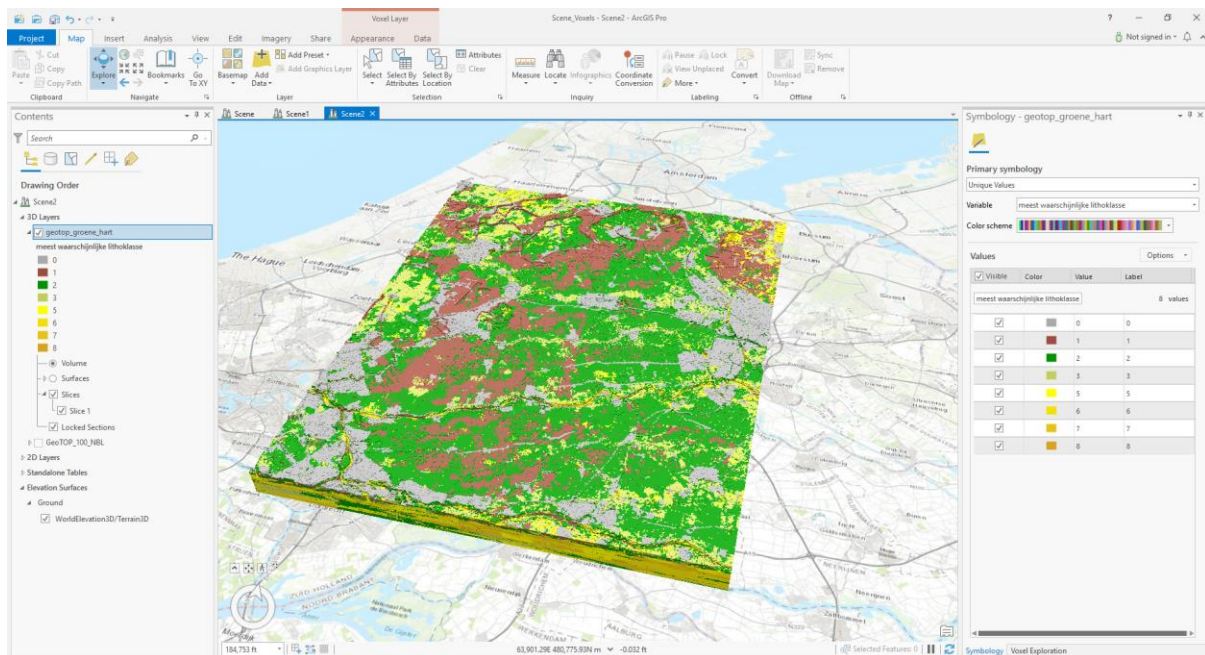 Voxel Layer
Scene_Voxels - Scene2 - ArcGIS Pro
Project Map Insert Analysis View Edit Imagery Share Appearance Data
Not signed in
Paste
Cut
Copy
Copy Path
Clipboard
Explore
Bookmarks
Go To XY
Navigate
Basemap
Add Data
Add Preset
Add Graphics Layer
Layer
Select
Select By Attributes
Select By Location
Attributes
Clear
Selection
Measure
Locate
Infographics
Coordinate Conversion
Inquiry
Pause
Lock
View Unplaced
More
Labeling
Convert
Download Map
Sync
Remove
Offline
Contents
Search
Drawing Order
Scene2
3D Layers
geotop_groene_hart
meest waarschijnlijke lithoklasse
0
1
2
3
5
6
7
8
Volume
Surfaces
Slices
Slice 1
Locked Sections
GeoTOP_100_NBL
2D Layers
Standalone Tables
Elevation Surfaces
Ground
WorldElevation3D/Terrain3D
Scene Scene1 Scene2
Amsterdam
The Hague
ZUID HOLLAND
NOORD BRABANT
Nationaal Park
de Biesbosch
184,753 ft
63,901.29E 480,775.93N m
-0.032 ft
Selected Features: 0
Symbology - geotop_groene_hart
Primary symbology
Unique Values
Variable meest waarschijnlijke lithoklasse
Color scheme
Values
Options
Visible Color Value Label
meest waarschijnlijke lithoklasse 8 values
0 0
1 1
2 2
3 3
5 5
6 6
7 7
8 8
Symbology Voxel Exploration